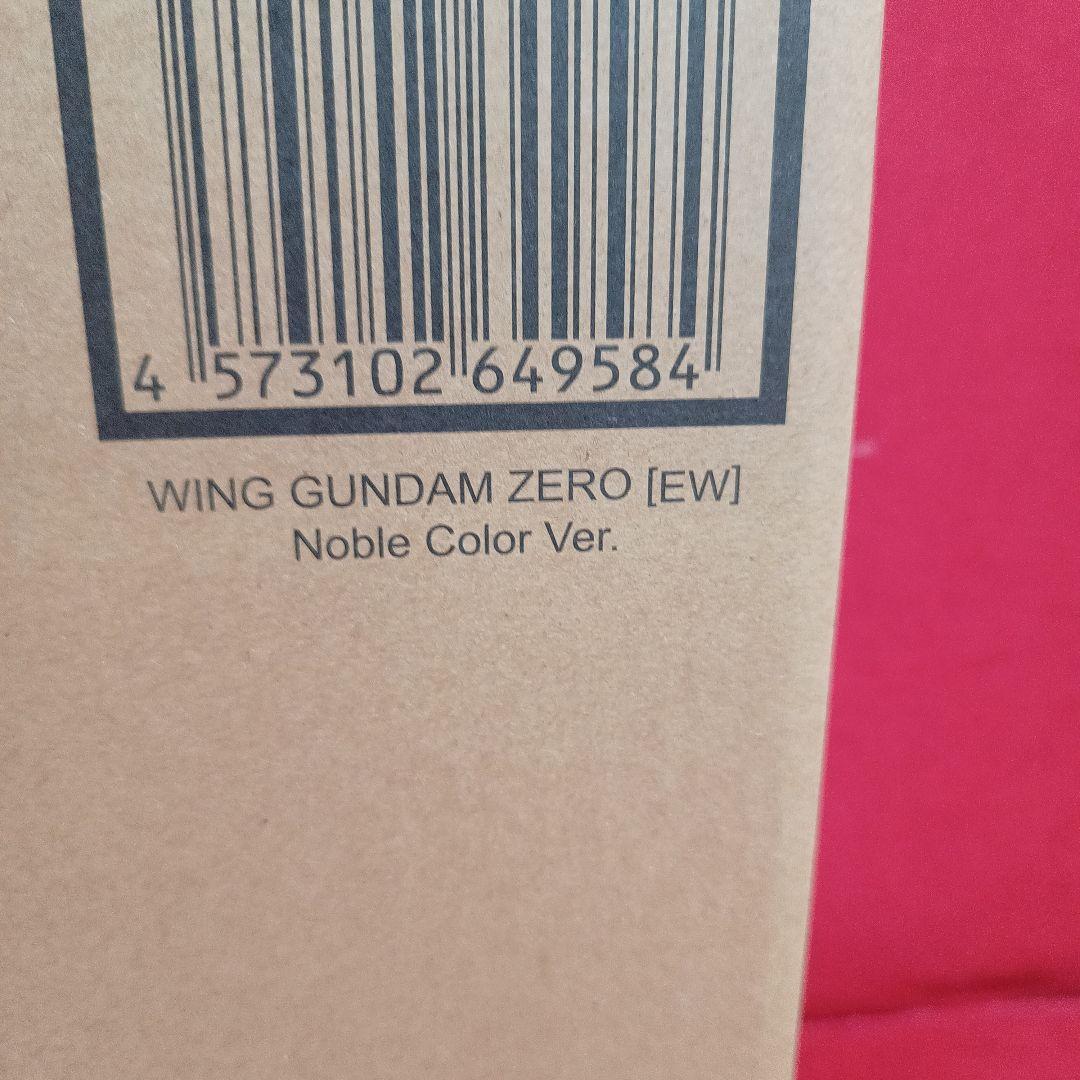 4 573102 649584
WING GUNDAM ZERO [EW]
Noble Color Ver.